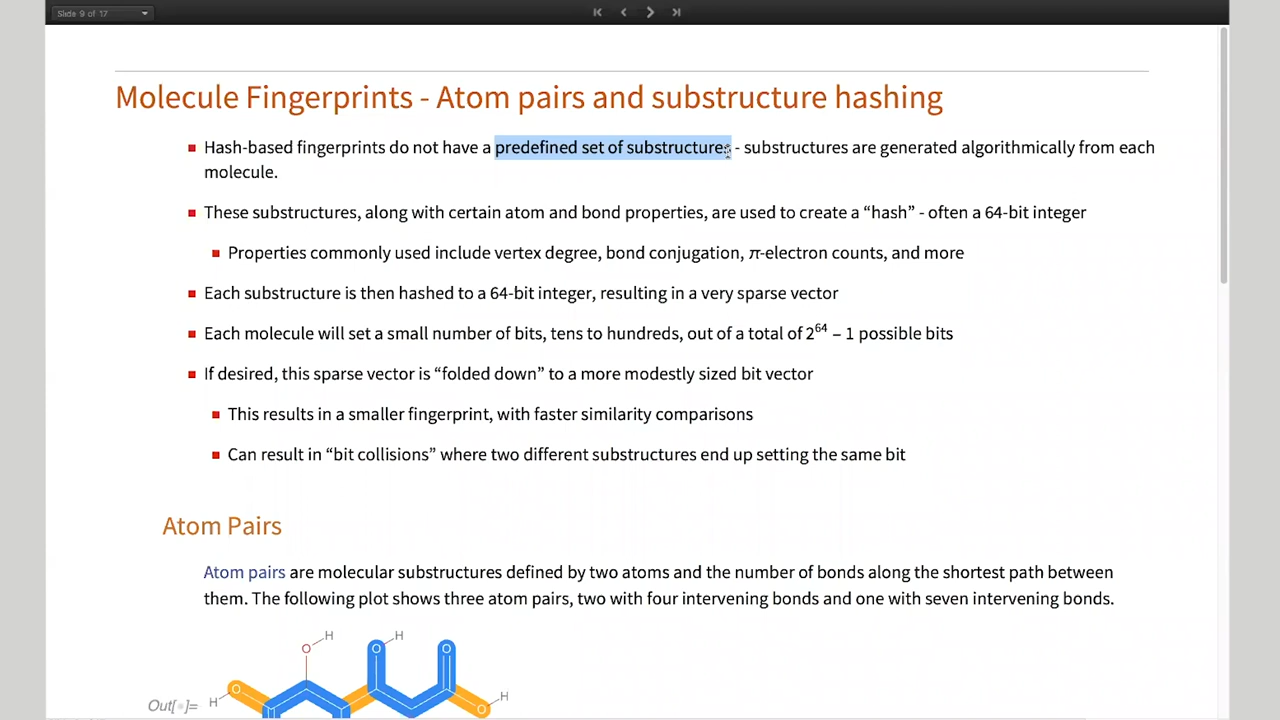 Slide 9 of 17
Molecule Fingerprints - Atom pairs and substructure hashing
Hash-based fingerprints do not have a predefined set of substructures - substructures are generated algorithmically from each
molecule.
These substructures, along with certain atom and bond properties, are used to create a “hash” - often a 64-bit integer
Properties commonly used include vertex degree, bond conjugation, π-electron counts, and more
Each substructure is then hashed to a 64-bit integer, resulting in a very sparse vector
Each molecule will set a small number of bits, tens to hundreds, out of a total of 2⁶⁴ – 1 possible bits
If desired, this sparse vector is “folded down” to a more modestly sized bit vector
This results in a smaller fingerprint, with faster similarity comparisons
Can result in “bit collisions” where two different substructures end up setting the same bit
Atom Pairs
Atom pairs are molecular substructures defined by two atoms and the number of bonds along the shortest path between
them. The following plot shows three atom pairs, two with four intervening bonds and one with seven intervening bonds.
H H
O O O
H O O H
Out[•]=